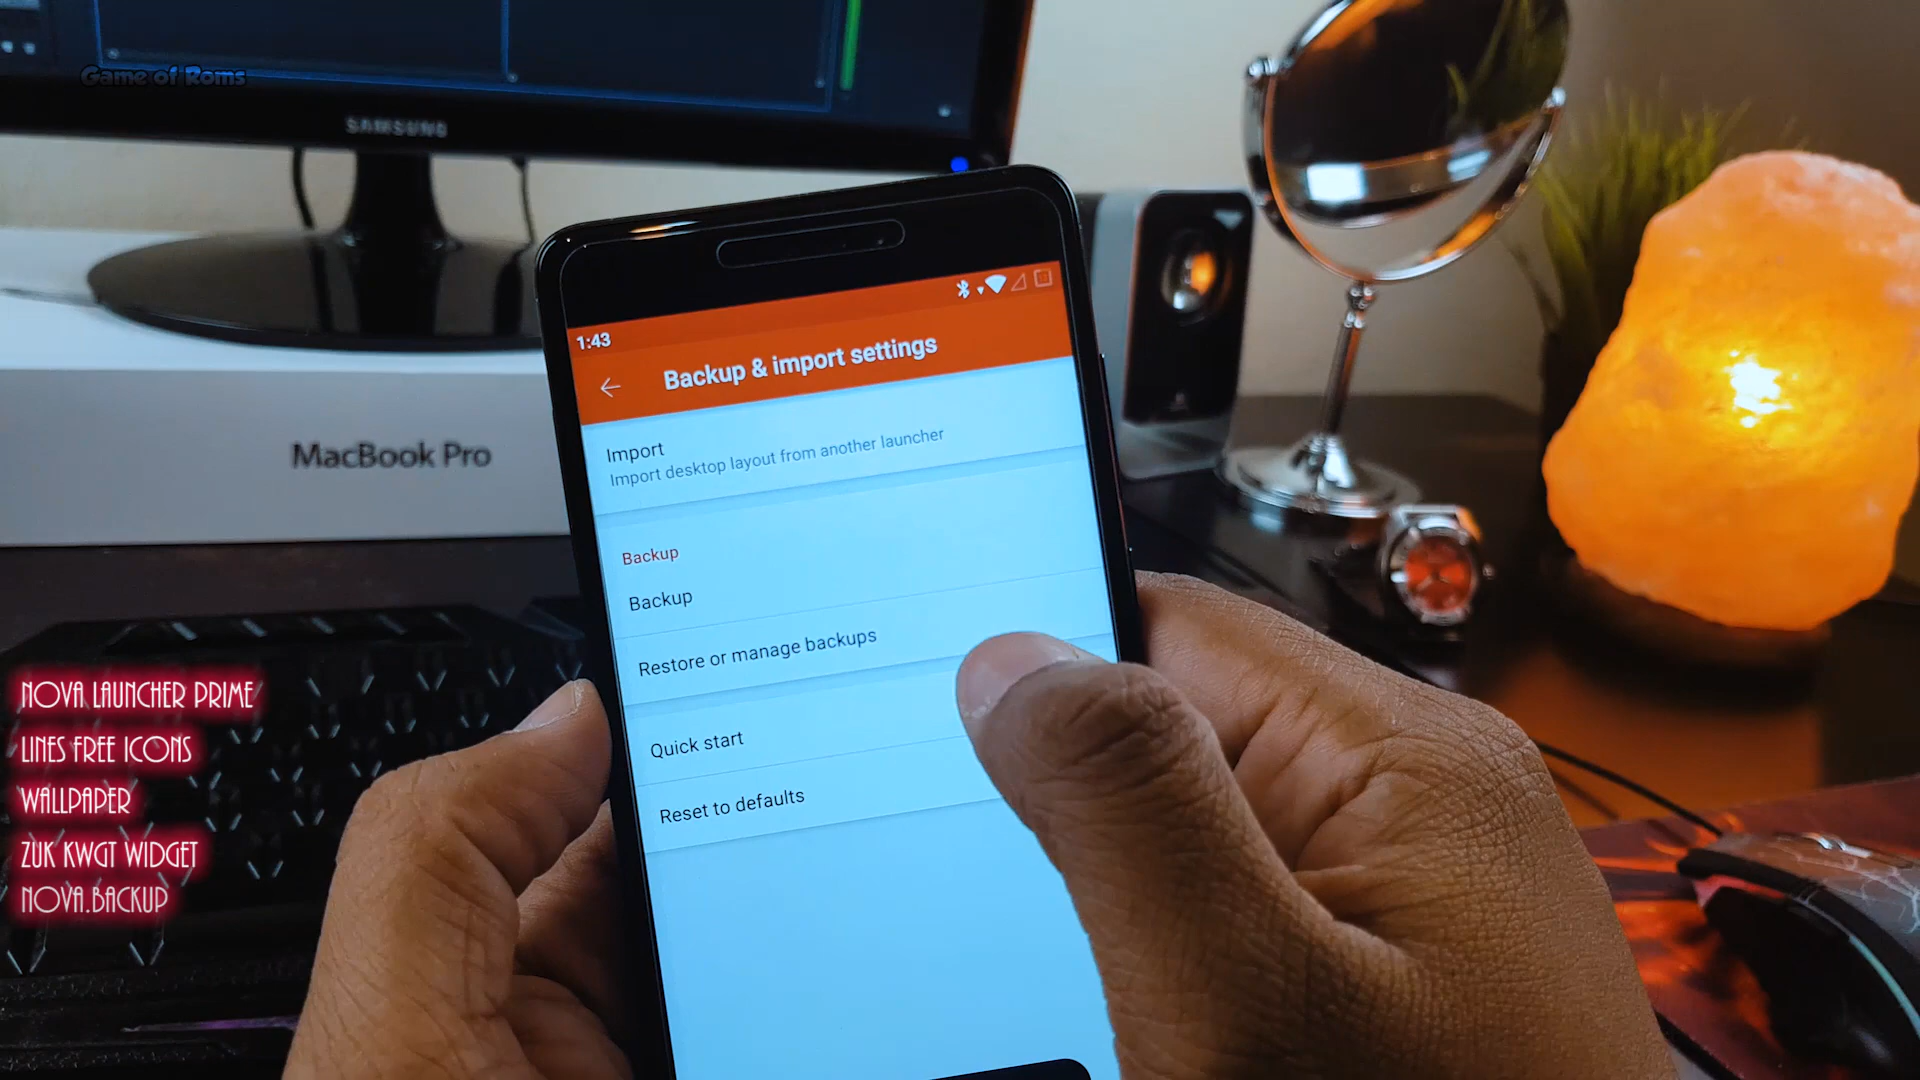 Game of Roms
SAMSUNG
MacBook Pro
1:43
Backup & import settings
Import
Import desktop layout from another launcher
Backup
Backup
Restore or manage backups
Quick start
Reset to defaults
NOVA LAUNCHER PRIME
LINES FREE ICONS
WALLPAPER
ZUK KWGT WIDGET
NOVA.BACKUP